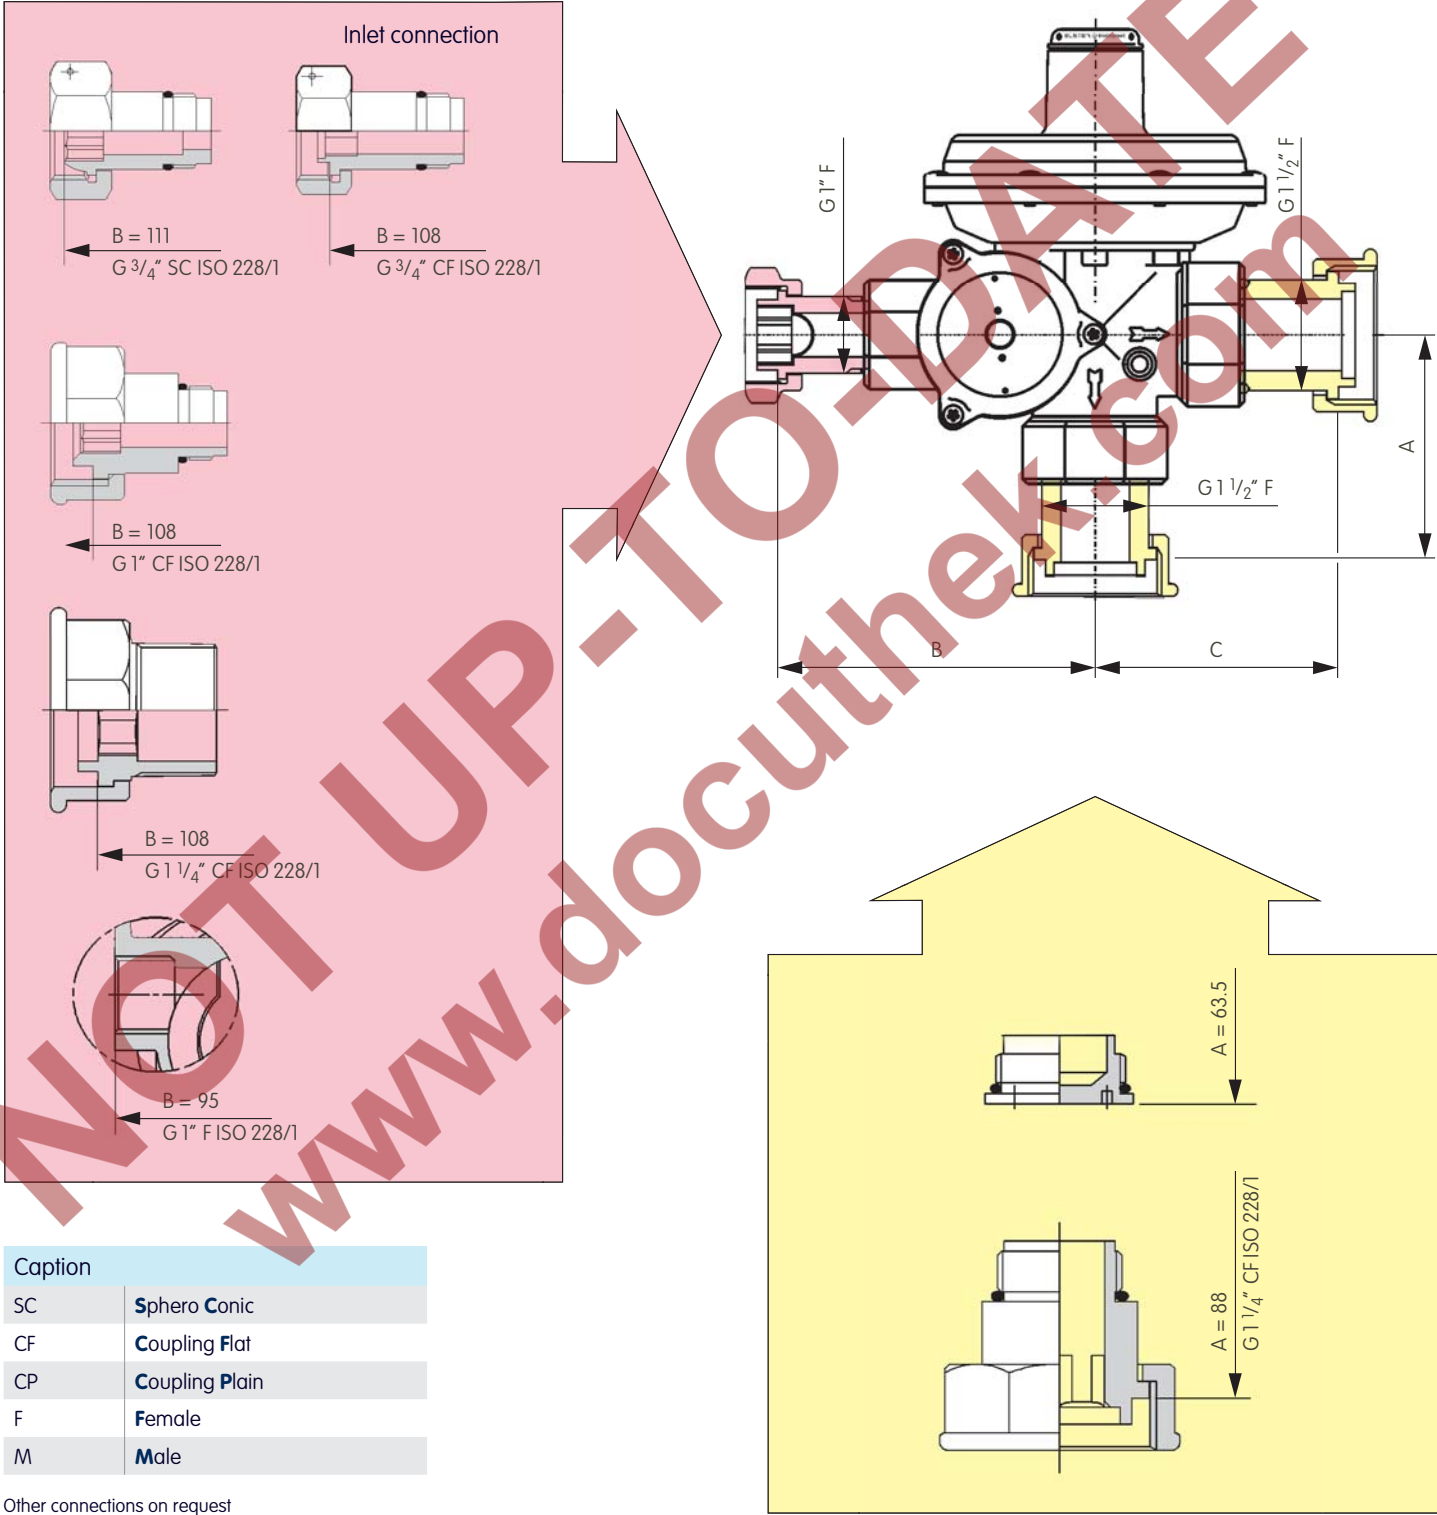 Inlet connection
B = 111
G 3/4" SC ISO 228/1
B = 108
G 3/4" CF ISO 228/1
B = 108
G 1" CF ISO 228/1
B = 108
G 1 1/4" CF ISO 228/1
B = 95
G 1" F ISO 228/1
G 1" F
G 1 1/2" F
A
G 1 1/2" F
B
C
A = 63.5
A = 88
G 1 1/4" CF ISO 228/1
NOT UP-TO-DATE
www.docuthek.com
Caption
SC Sphero Conic
CF Coupling Flat
CP Coupling Plain
F Female
M Male
Other connections on request